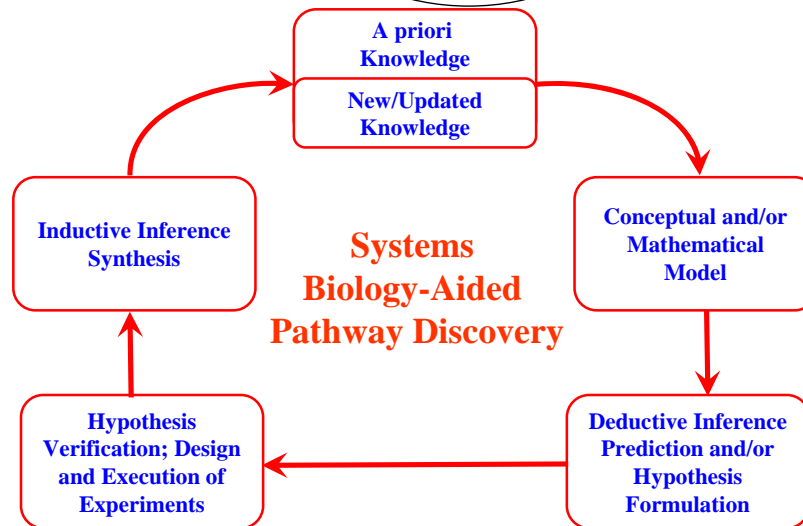 A priori
Knowledge
New/Updated
Knowledge
Conceptual and/or
Mathematical
Model
Deductive Inference
Prediction and/or
Hypothesis
Formulation
Hypothesis
Verification; Design
and Execution of
Experiments
Inductive Inference
Synthesis
Systems
Biology-Aided
Pathway Discovery